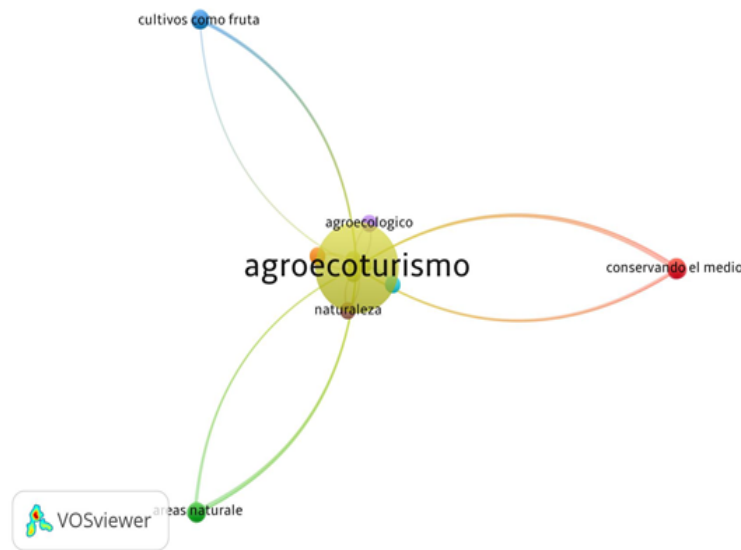 cultivos como fruta
agroecologico
agroecoturismo
conservando el medio
naturaleza
areas naturale
VOSviewer